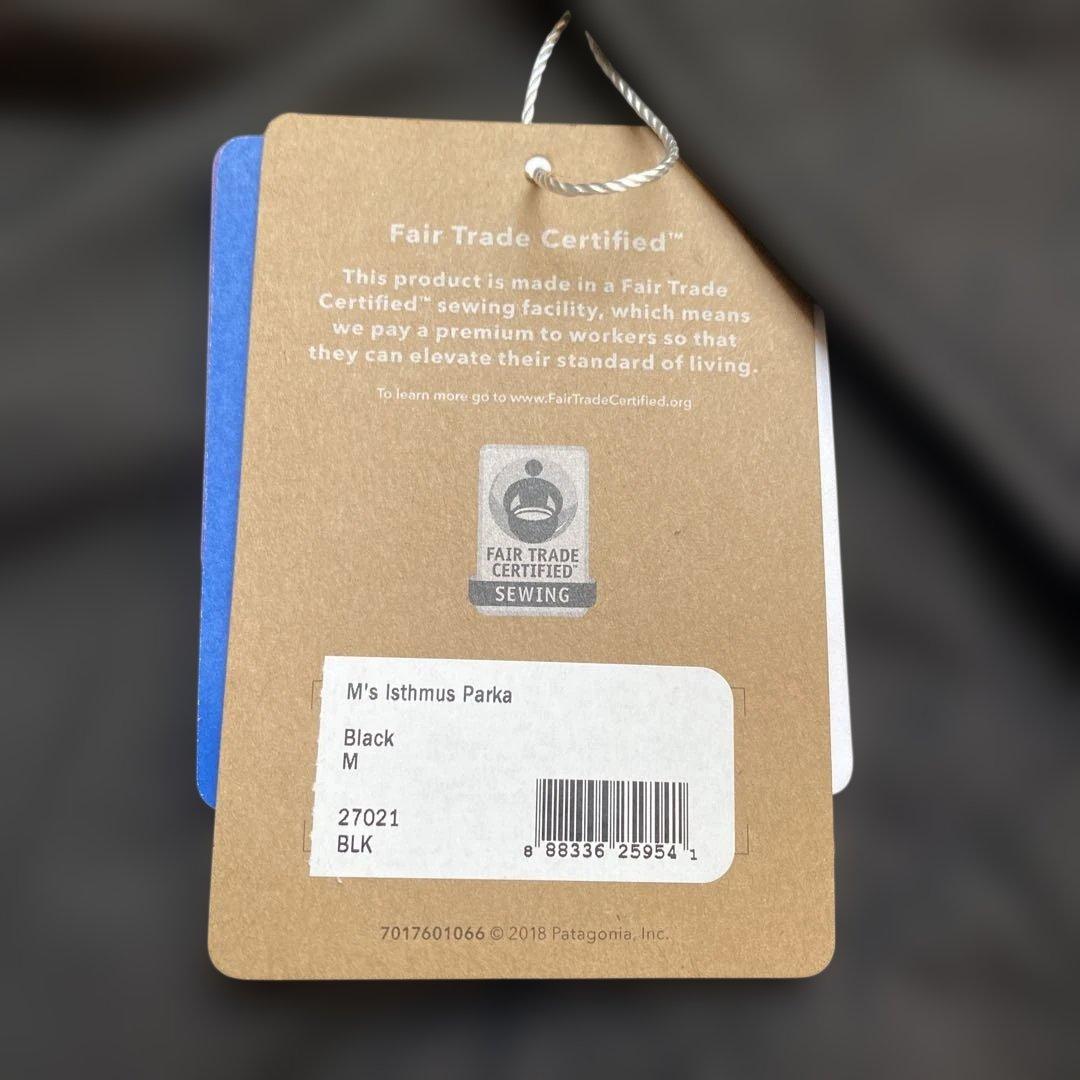 Fair Trade Certified™
This product is made in a Fair Trade
Certified™ sewing facility, which means
we pay a premium to workers so that
they can elevate their standard of living.
To learn more go to www.FairTradeCertified.org
FAIR TRADE
CERTIFIED™
SEWING
M's Isthmus Parka
Black
M
27021
BLK
8 88336 25954 1
7017601066 © 2018 Patagonia, Inc.